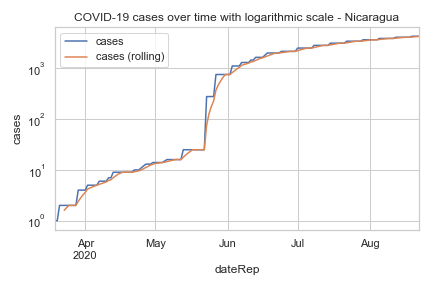 COVID-19 cases over time with logarithmic scale - Nicaragua
cases
cases (rolling)
10³
10²
10¹
10⁰
cases
Apr May Jun Jul Aug
2020
dateRep